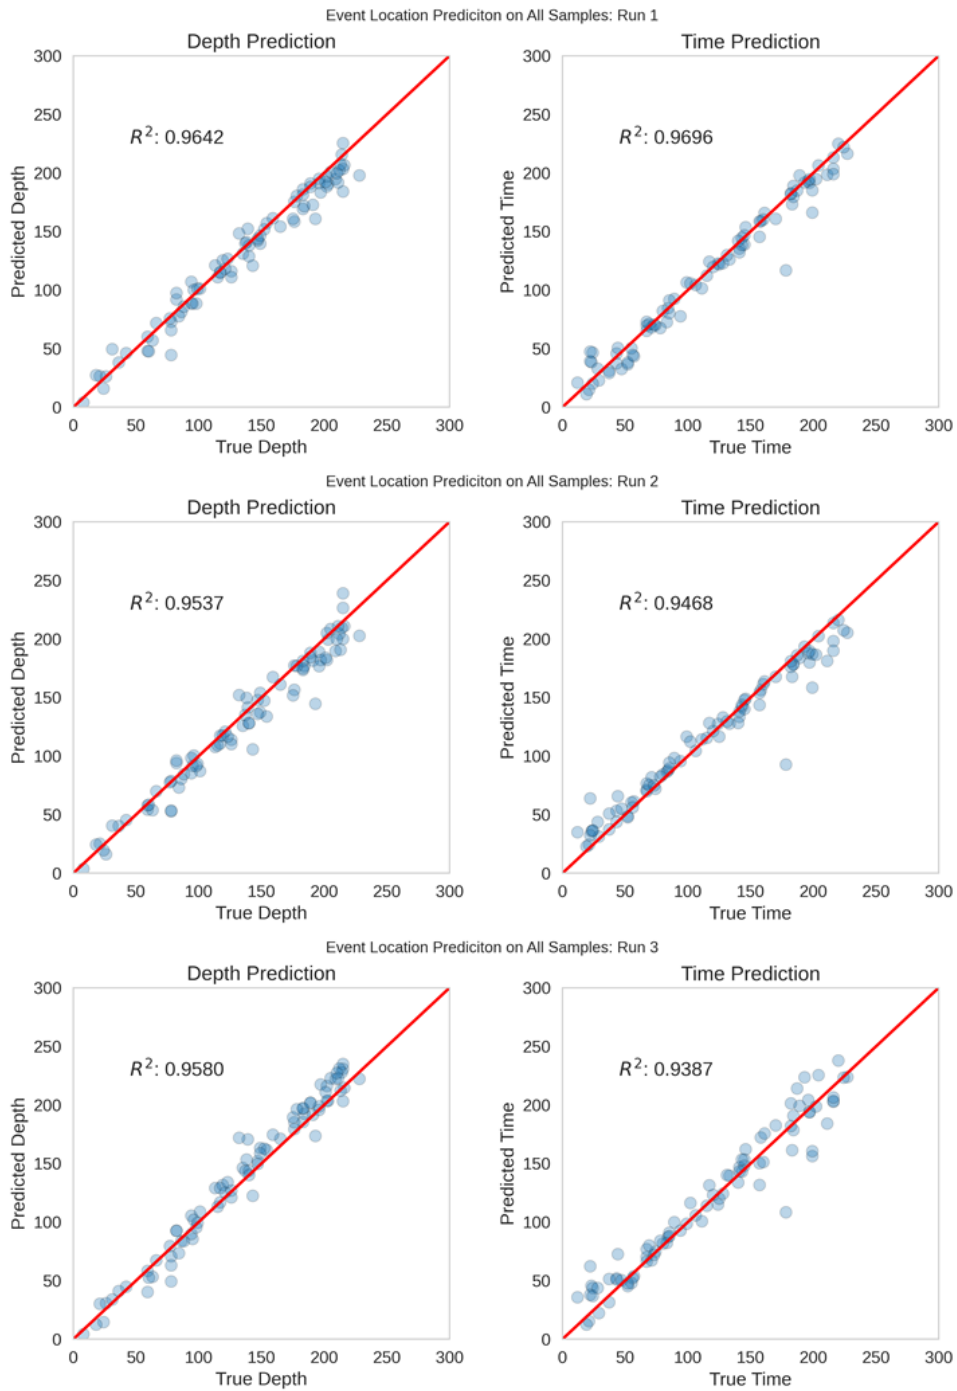 Event Location Prediciton on All Samples: Run 1
Depth Prediction
Time Prediction
300
250
200
150
100
50
0
R²: 0.9642
Predicted Depth
0 50 100 150 200 250 300
True Depth
300
250
200
150
100
50
0
R²: 0.9696
Predicted Time
0 50 100 150 200 250 300
True Time
Event Location Prediciton on All Samples: Run 2
Depth Prediction
Time Prediction
300
250
200
150
100
50
0
R²: 0.9537
Predicted Depth
0 50 100 150 200 250 300
True Depth
300
250
200
150
100
50
0
R²: 0.9468
Predicted Time
0 50 100 150 200 250 300
True Time
Event Location Prediciton on All Samples: Run 3
Depth Prediction
Time Prediction
300
250
200
150
100
50
0
R²: 0.9580
Predicted Depth
0 50 100 150 200 250 300
True Depth
300
250
200
150
100
50
0
R²: 0.9387
Predicted Time
0 50 100 150 200 250 300
True Time